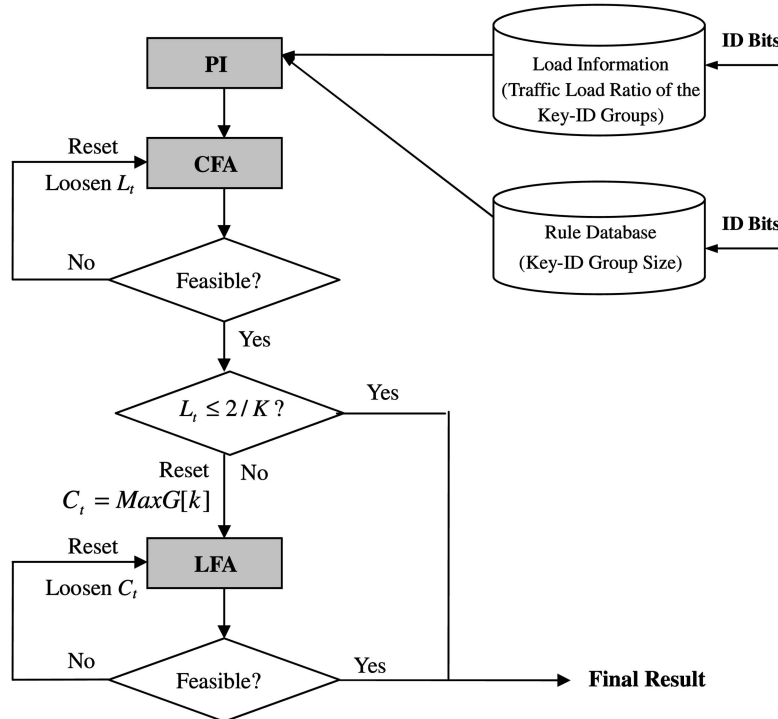 PI
Load Information
(Traffic Load Ratio of the
Key-ID Groups)
ID Bits
Reset
Loosen L_t
CFA
Rule Database
(Key-ID Group Size)
ID Bits
No
Feasible?
Yes
L_t ≤ 2 / K ?
Yes
Reset
No
C_t = MaxG[k]
Reset
Loosen C_t
LFA
No
Feasible?
Yes
Final Result